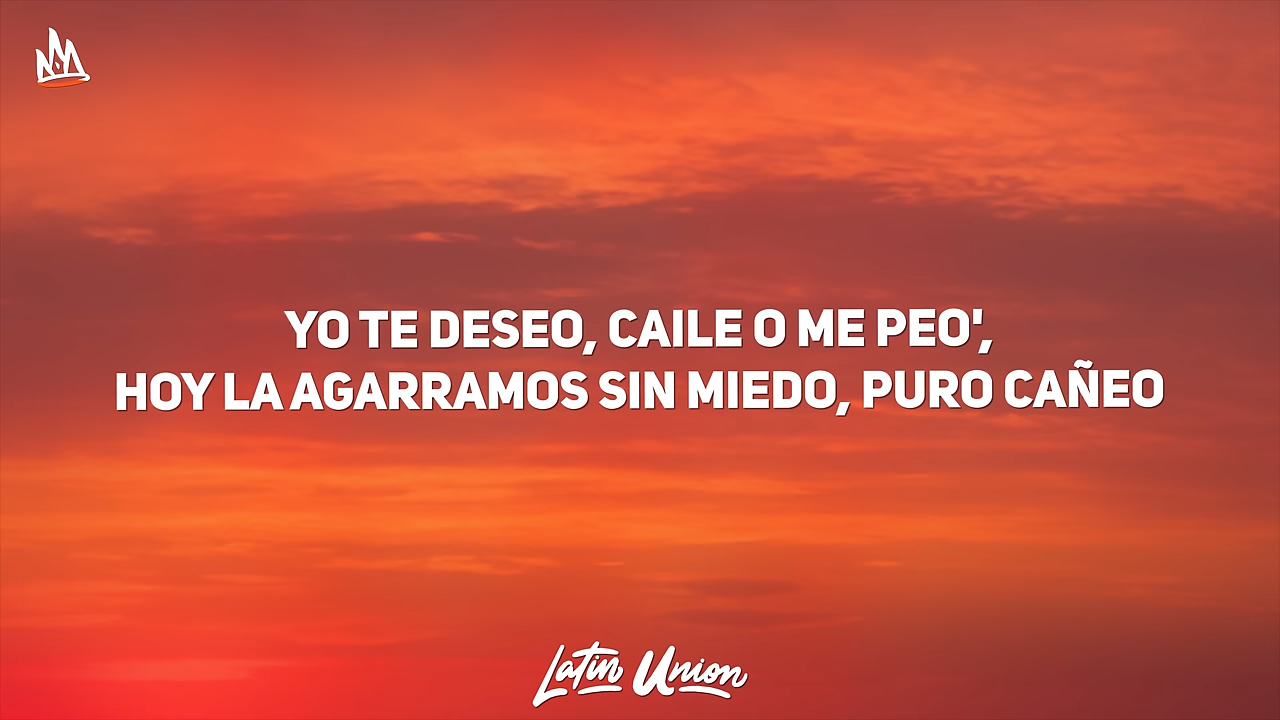 YO TE DESEO, CAILE O ME PEO',
HOY LA AGARRAMOS SIN MIEDO, PURO CAÑEO
Latin Union